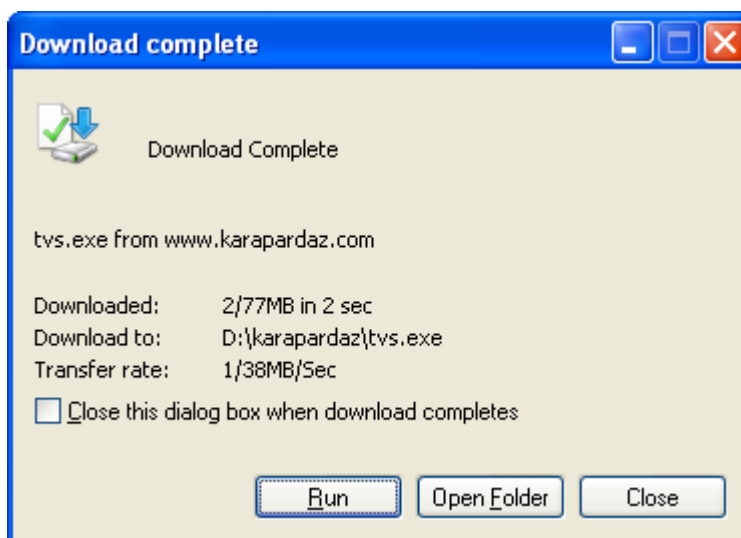 Download complete
Download Complete
tvs.exe from www.karapardaz.com
Downloaded: 2/77MB in 2 sec
Download to: D:\karapardaz\tvs.exe
Transfer rate: 1/38MB/Sec
Close this dialog box when download completes
Run Open Folder Close